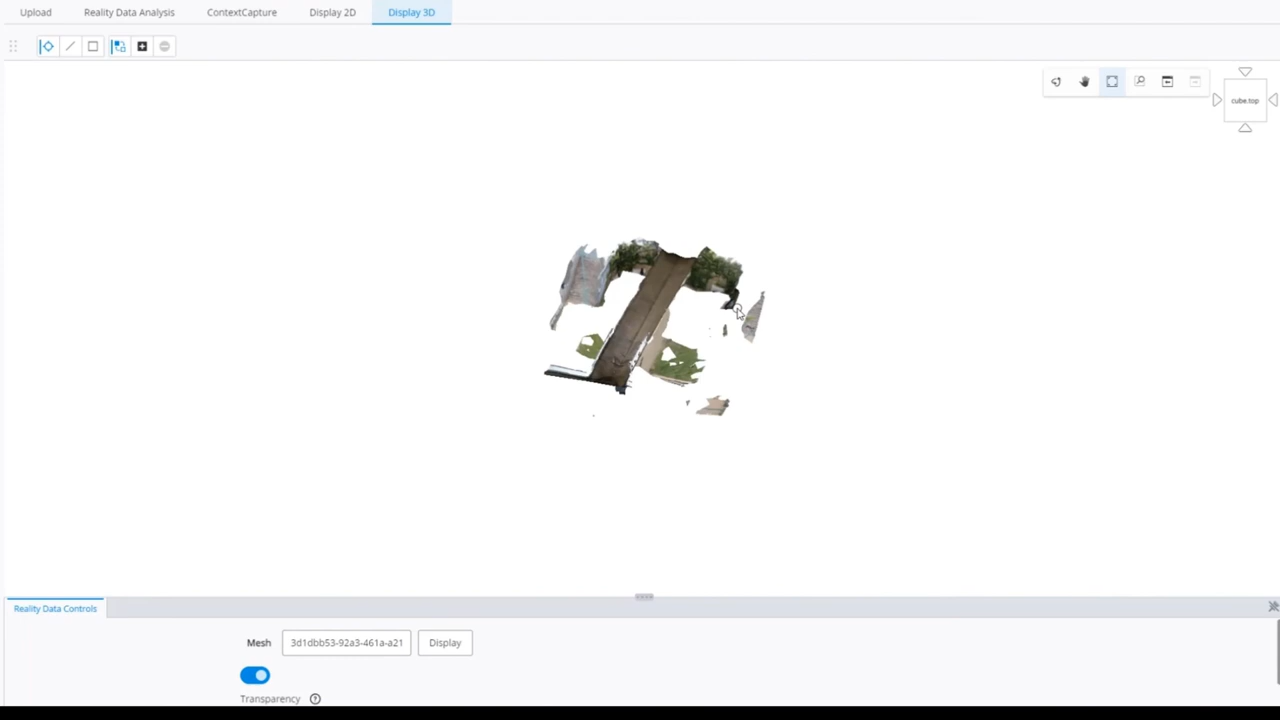 Upload Reality Data Analysis ContextCapture Display 2D Display 3D
cube.top
Reality Data Controls
Mesh 3d1dbb53-92a3-461a-a21 Display
Transparency ?